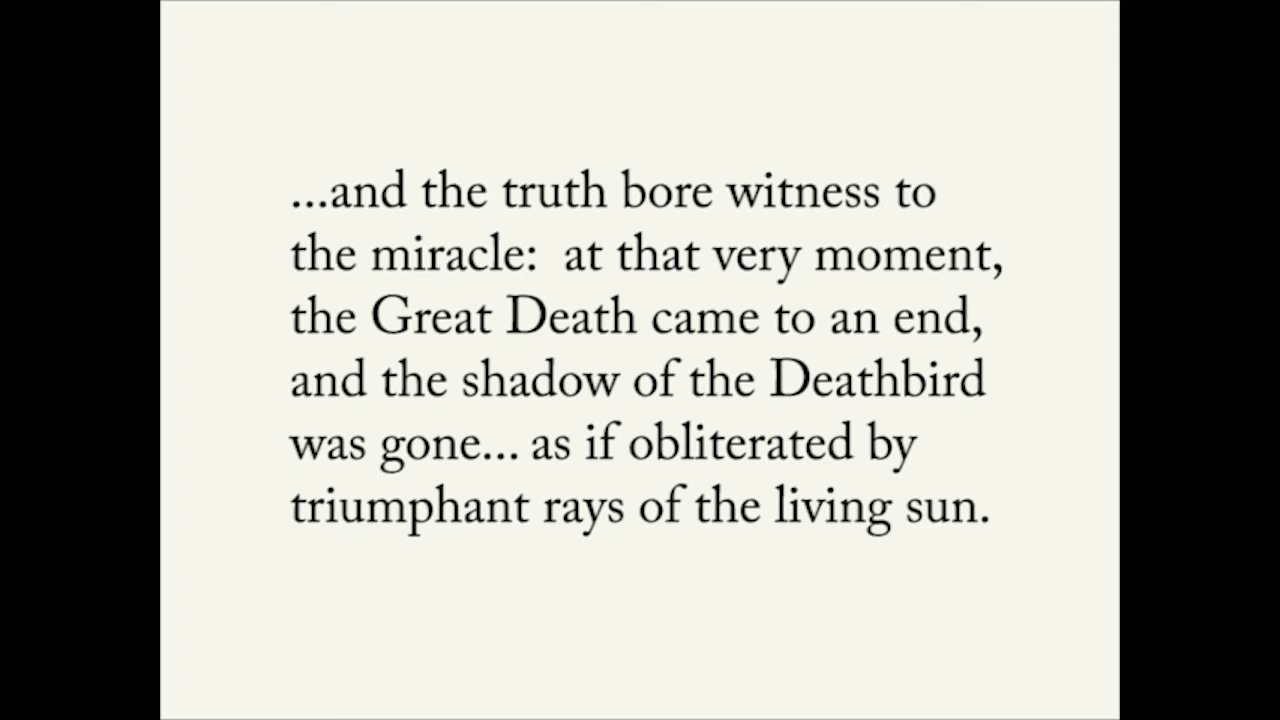 ...and the truth bore witness to
the miracle:  at that very moment,
the Great Death came to an end,
and the shadow of the Deathbird
was gone... as if obliterated by
triumphant rays of the living sun.